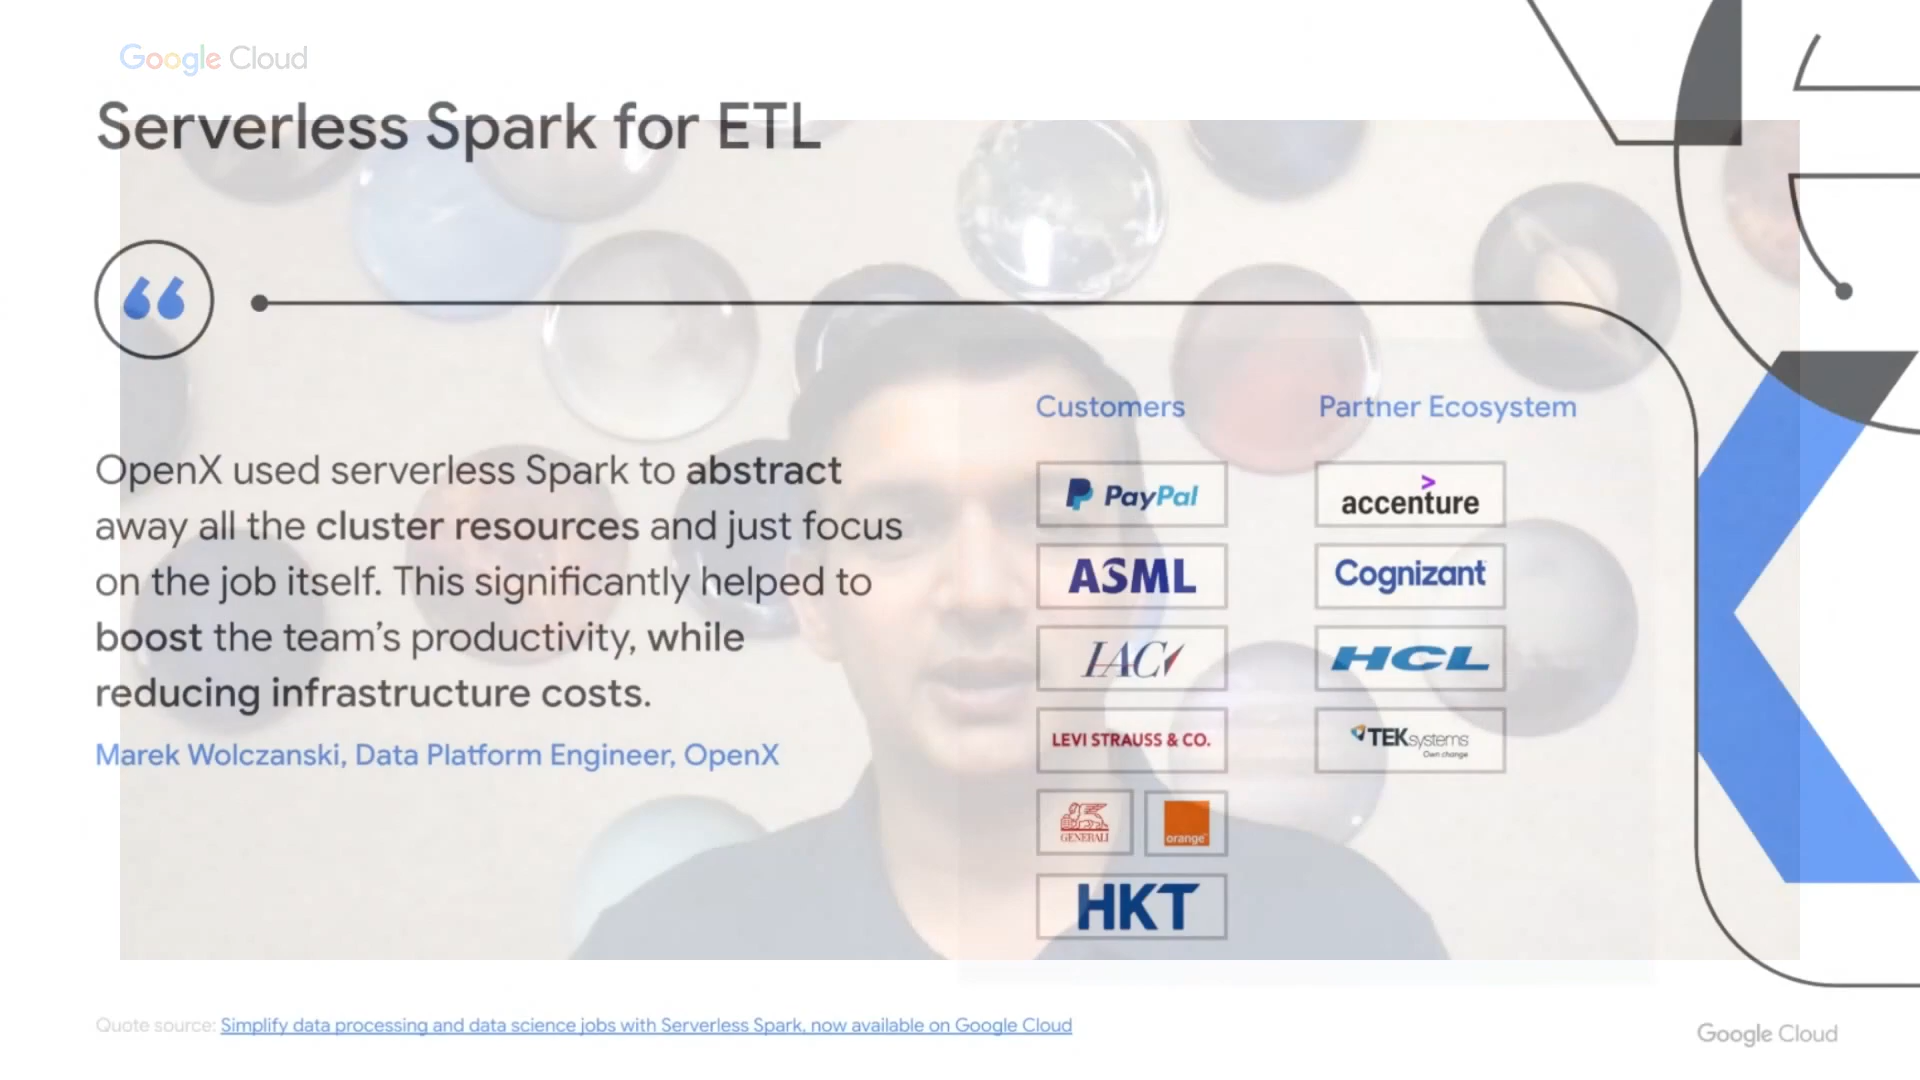 Google Cloud
Serverless Spark for ETL
“
OpenX used serverless Spark to abstract
away all the cluster resources and just focus
on the job itself. This significantly helped to
boost the team’s productivity, while
reducing infrastructure costs.
Marek Wolczanski, Data Platform Engineer, OpenX
Customers
PayPal
ASML
IAC
LEVI STRAUSS & CO.
GENERALI
orange™
HKT
Partner Ecosystem
>
accenture
Cognizant
HCL
TEKsystems
Own change
Quote source: Simplify data processing and data science jobs with Serverless Spark, now available on Google Cloud
Google Cloud